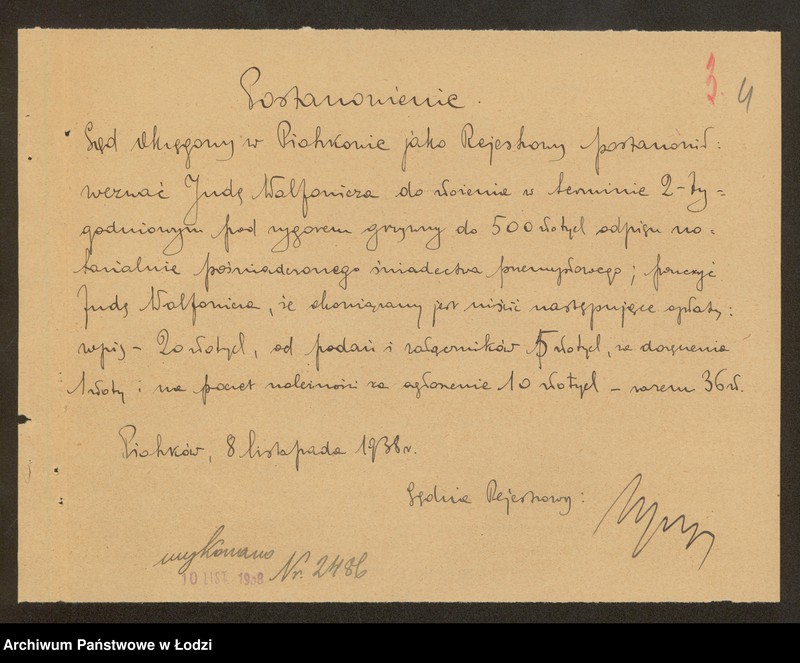 3. 4
Postanowienie.
Sąd Okręgowy w Piotrkowie jako Rejestrowy postanowił:
wezwać Judę Walfowicza do złożenia w terminie 2-ty=
godniowym pod rygorem grzywny do 500 złotych odpisu no=
tarialnie poświadczonego świadectwa przemysłowego; pouczyć
Judę Walfowicza, że obowiązany jest uiścić następujące opłaty:
wpis – 20 złotych, od podań i załączników 5 złotych, za doręczenia
1 złoty i na poczet należności za ogłoszenie 10 złotych – razem 36 zł.
Piotrków, 8 listopada 1938 r.
Sędzia Rejestrowy:
wykonano
10 LIST. 1938 Nr. 2486
Archiwum Państwowe w Łodzi